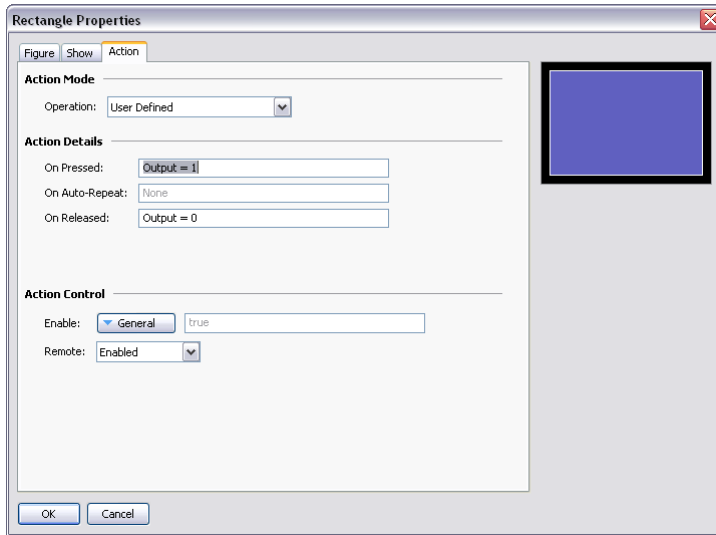 Rectangle Properties
Figure Show Action
Action Mode
Operation: User Defined
Action Details
On Pressed: Output = 1
On Auto-Repeat: None
On Released: Output = 0
Action Control
Enable: General true
Remote: Enabled
OK Cancel